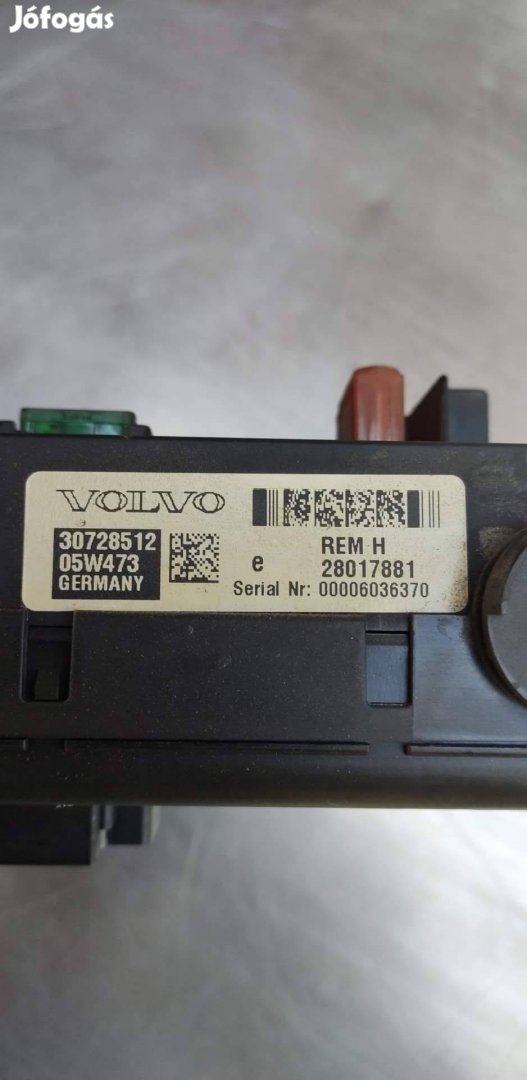 Jófogás
VOLVO
30728512
05W473
GERMANY
e
REM H
28017881
Serial Nr: 00006036370